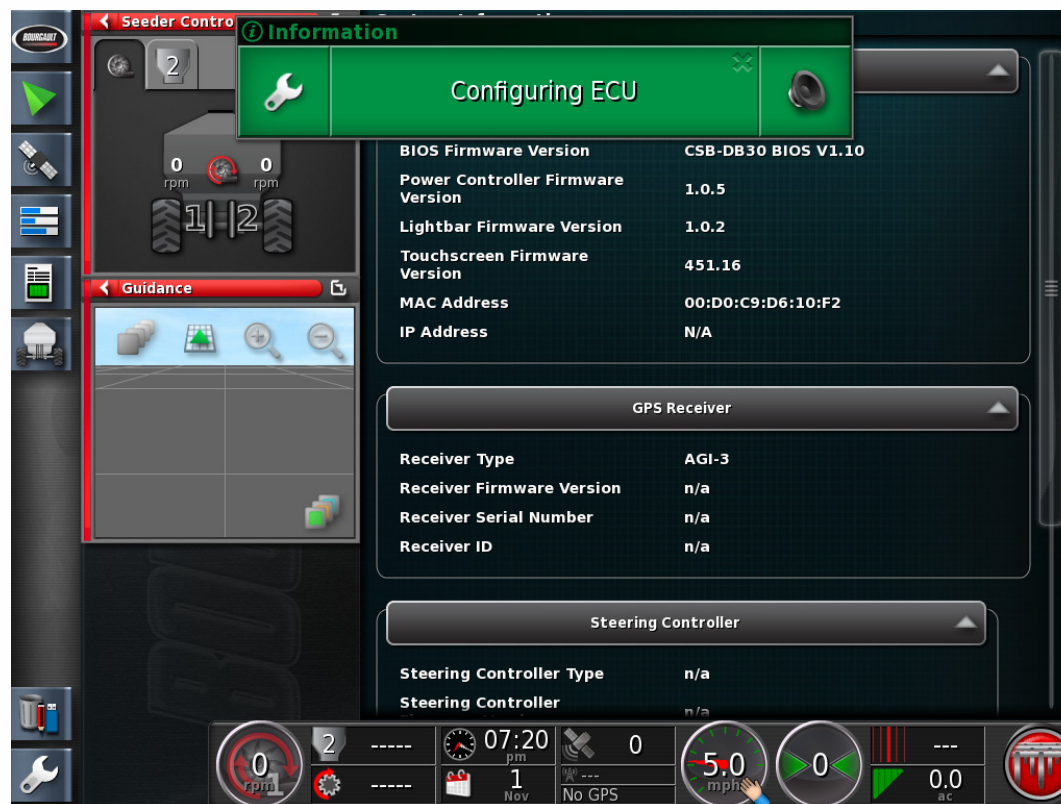 BOURGAULT
Seeder Contro
Information
Configuring ECU
2
0
rpm
0
rpm
1
2
BIOS Firmware Version CSB-DB30 BIOS V1.10
Power Controller Firmware
Version
1.0.5
Lightbar Firmware Version 1.0.2
Touchscreen Firmware
Version
451.16
MAC Address 00:D0:C9:D6:10:F2
IP Address N/A
Guidance
GPS Receiver
Receiver Type AGI-3
Receiver Firmware Version n/a
Receiver Serial Number n/a
Receiver ID n/a
Steering Controller
Steering Controller Type n/a
Steering Controller
n/a
0
rpm
1
2
-----
-----
07:20
pm
1
Nov
0
---
No GPS
5.0
mph
0
---
0.0
ac